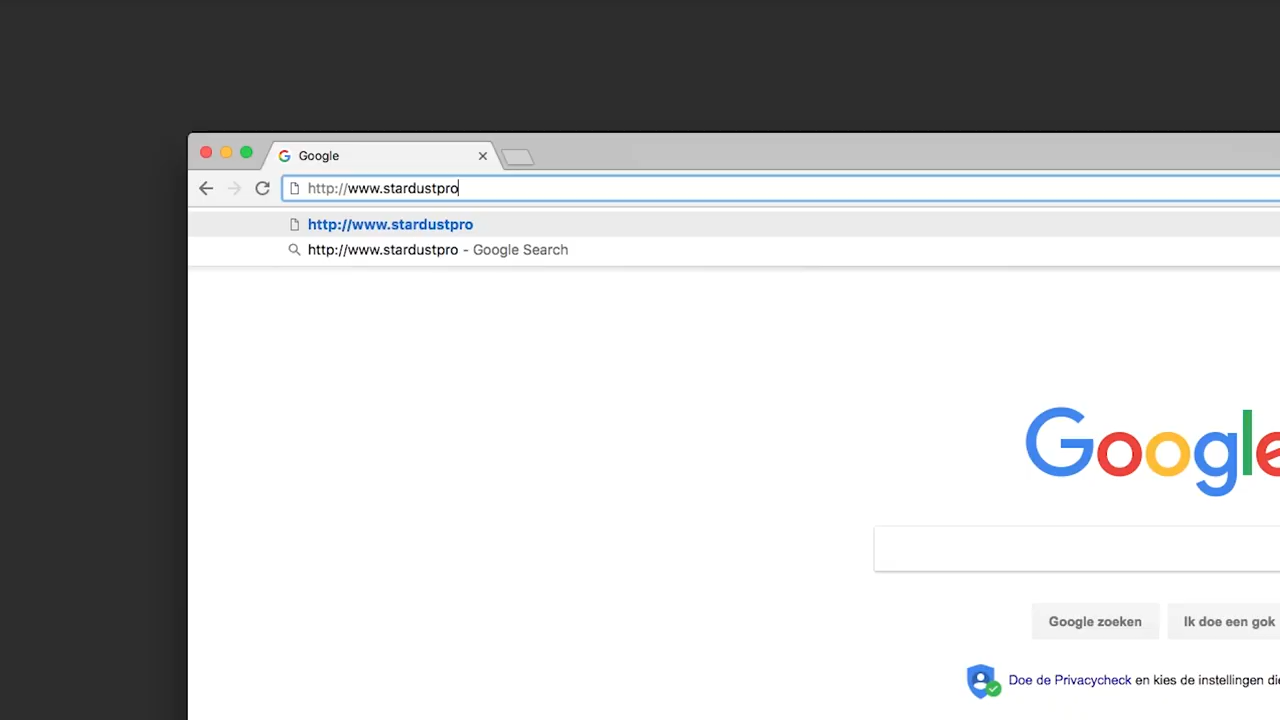 Google
http://www.stardustpro
http://www.stardustpro
http://www.stardustpro - Google Search
Google
Google zoeken
Ik doe een gok
Doe de Privacycheck en kies de instellingen